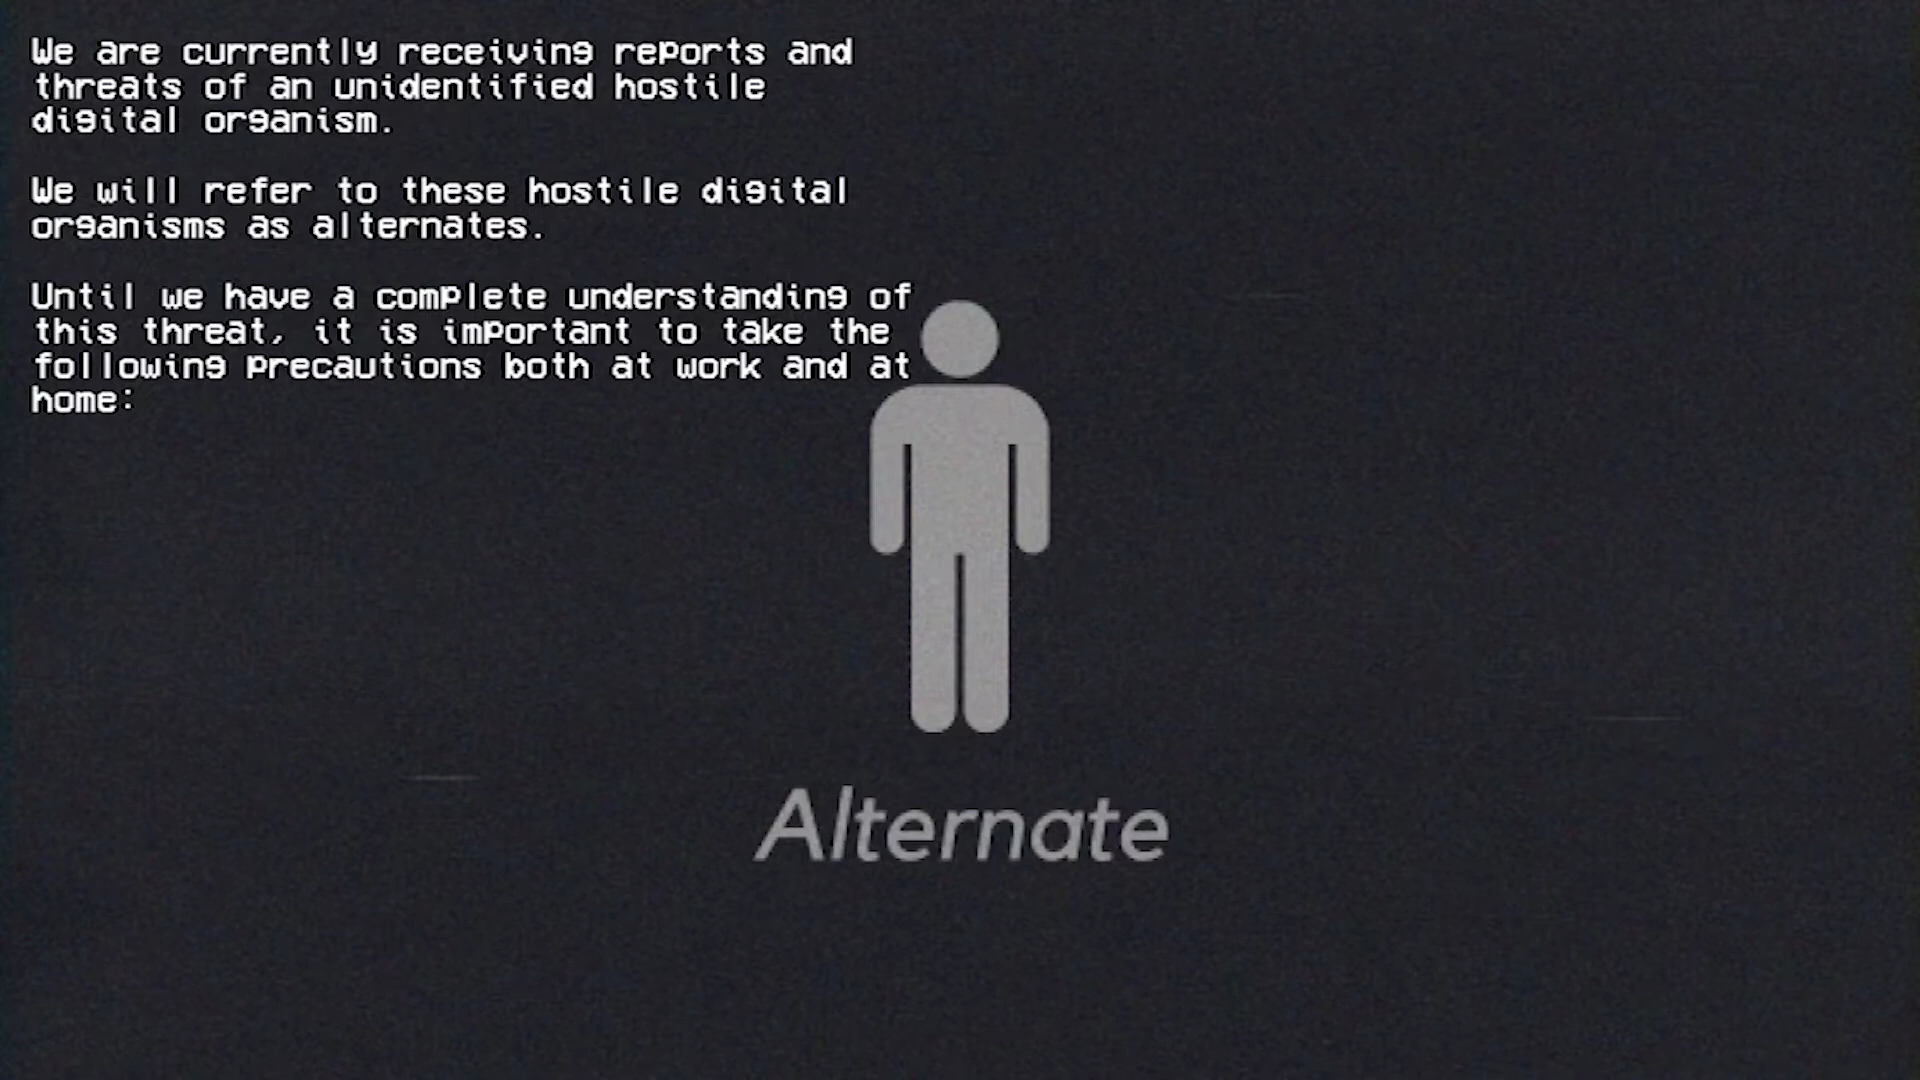 We are currently receiving reports and
threats of an unidentified hostile
digital organism.
We will refer to these hostile digital
organisms as alternates.
Until we have a complete understanding of
this threat, it is important to take the
following precautions both at work and at
home:
Alternate